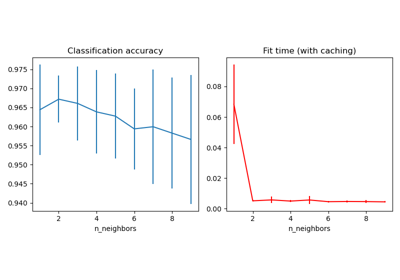 Classification accuracy
0.975
0.970
0.965
0.960
0.955
0.950
0.945
0.940
2 4 6 8
n_neighbors
Fit time (with caching)
0.08
0.06
0.04
0.02
0.00
2 4 6 8
n_neighbors